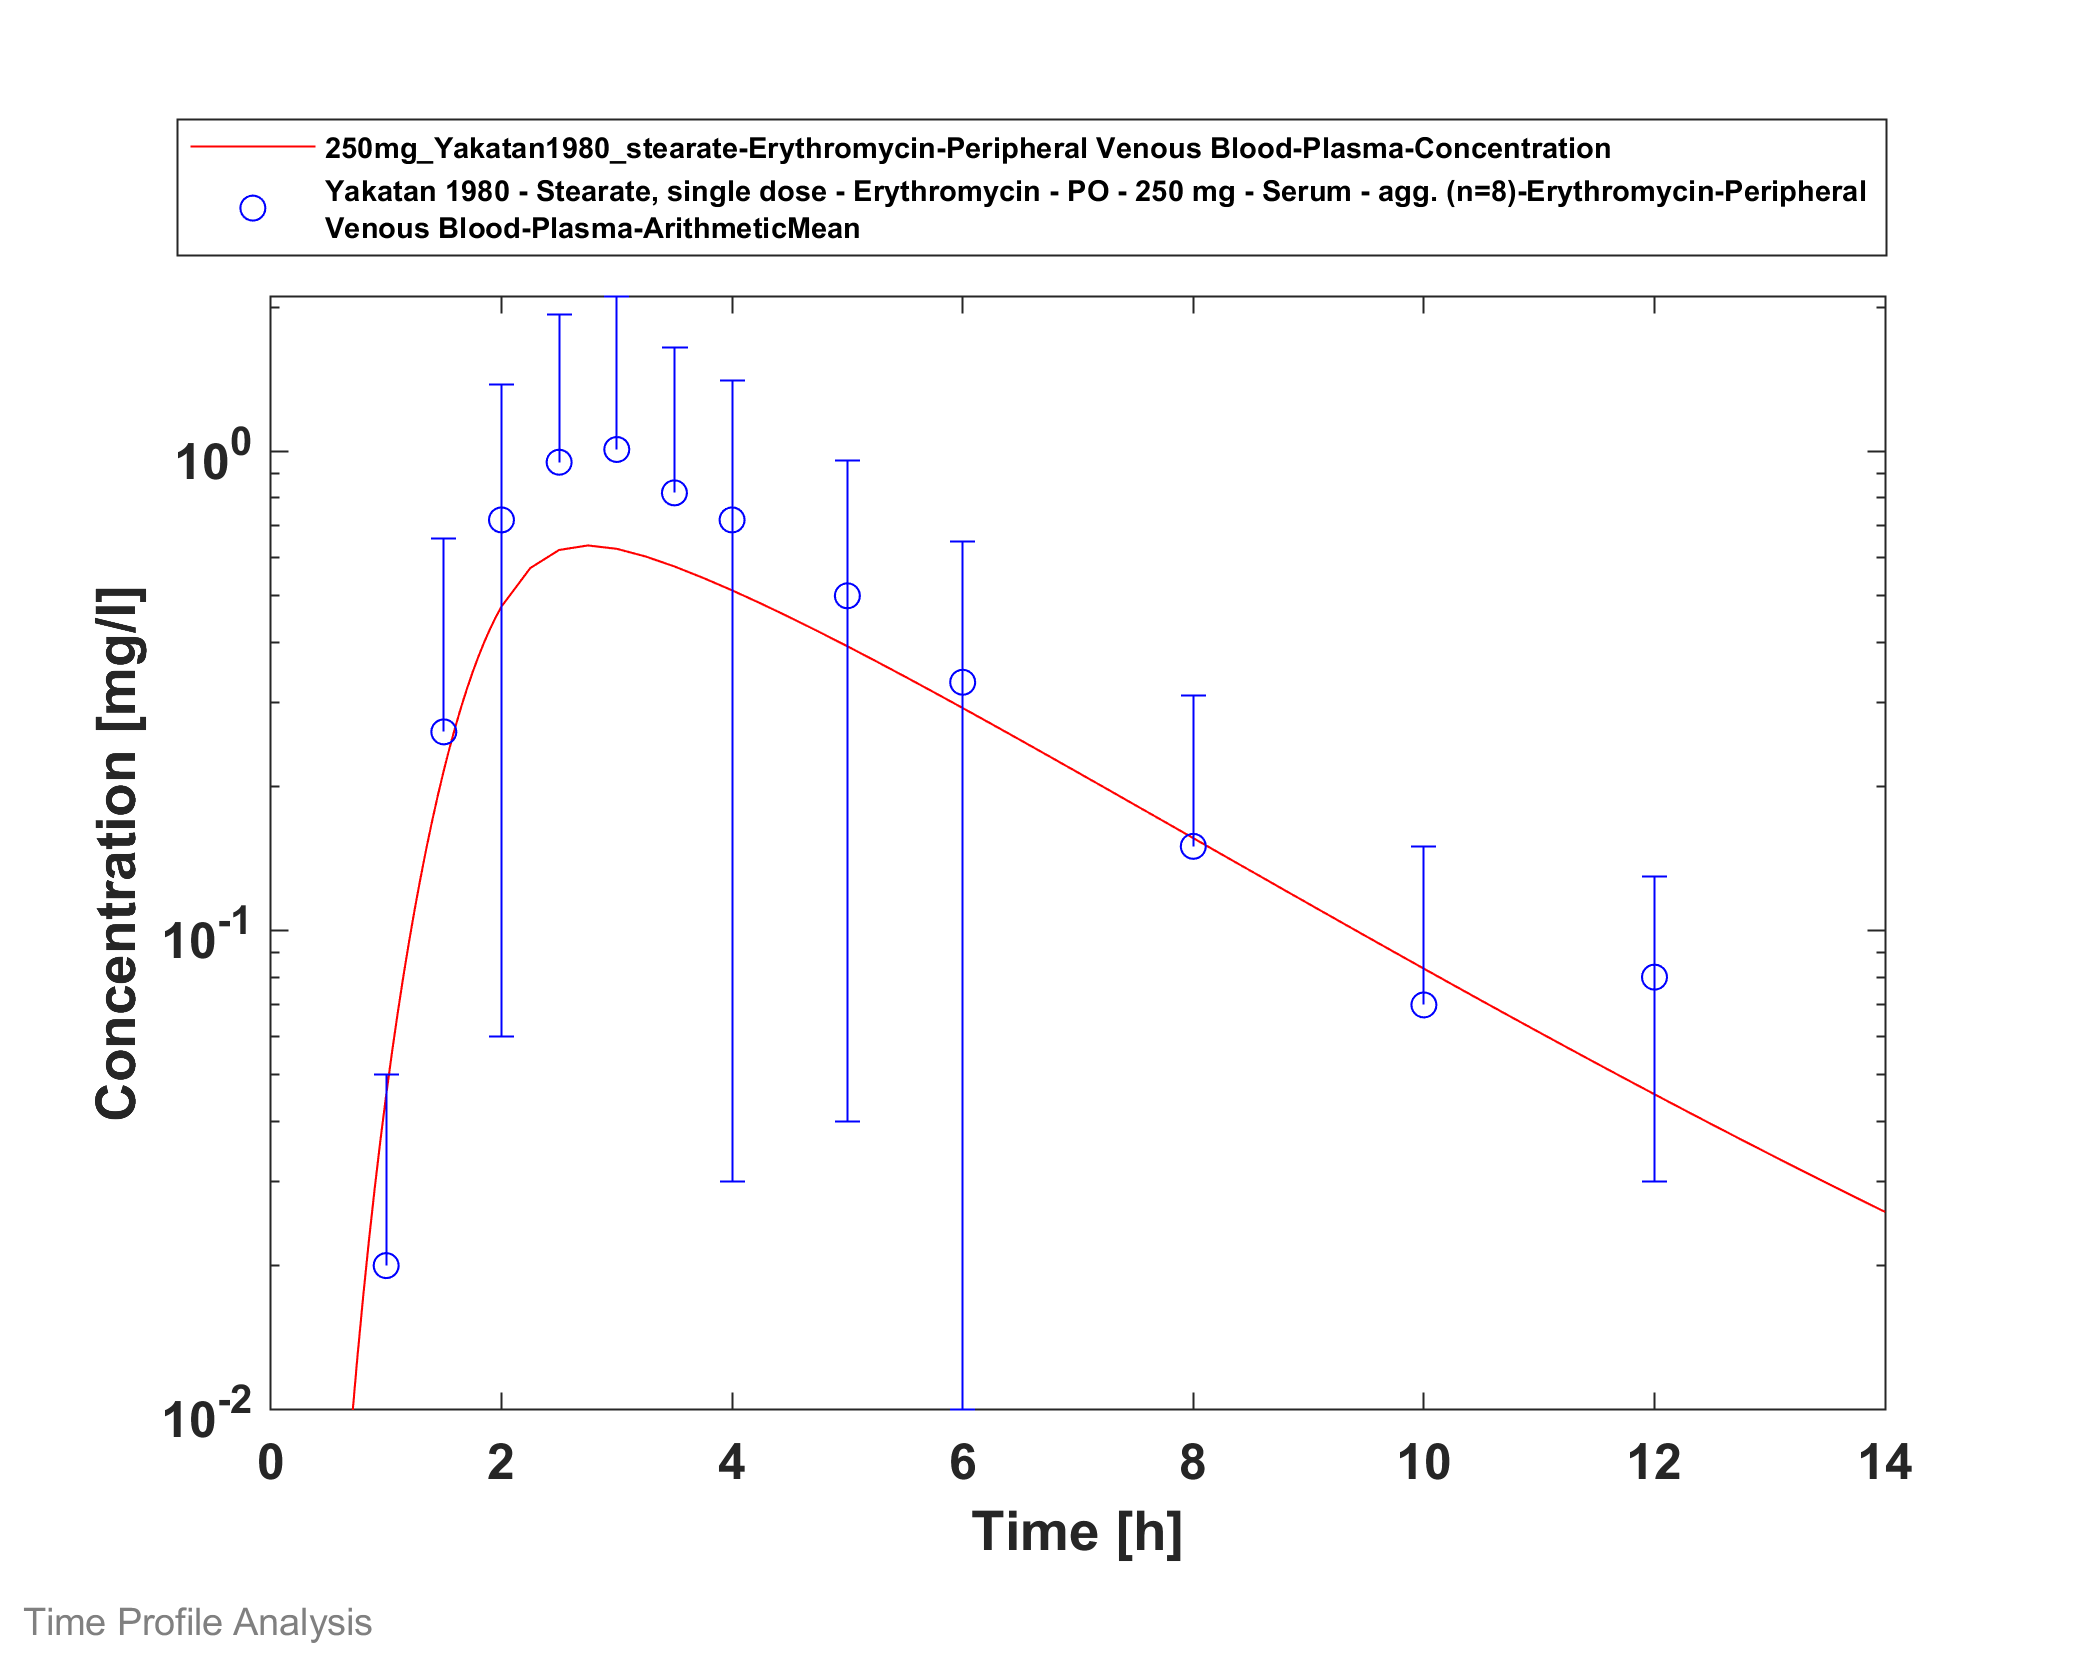 250mg_Yakatan1980_stearate-Erythromycin-Peripheral Venous Blood-Plasma-Concentration
Yakatan 1980 - Stearate, single dose - Erythromycin - PO - 250 mg - Serum - agg. (n=8)-Erythromycin-Peripheral
Venous Blood-Plasma-ArithmeticMean
10^0
10^-1
10^-2
Concentration [mg/l]
0 2 4 6 8 10 12 14
Time [h]
Time Profile Analysis